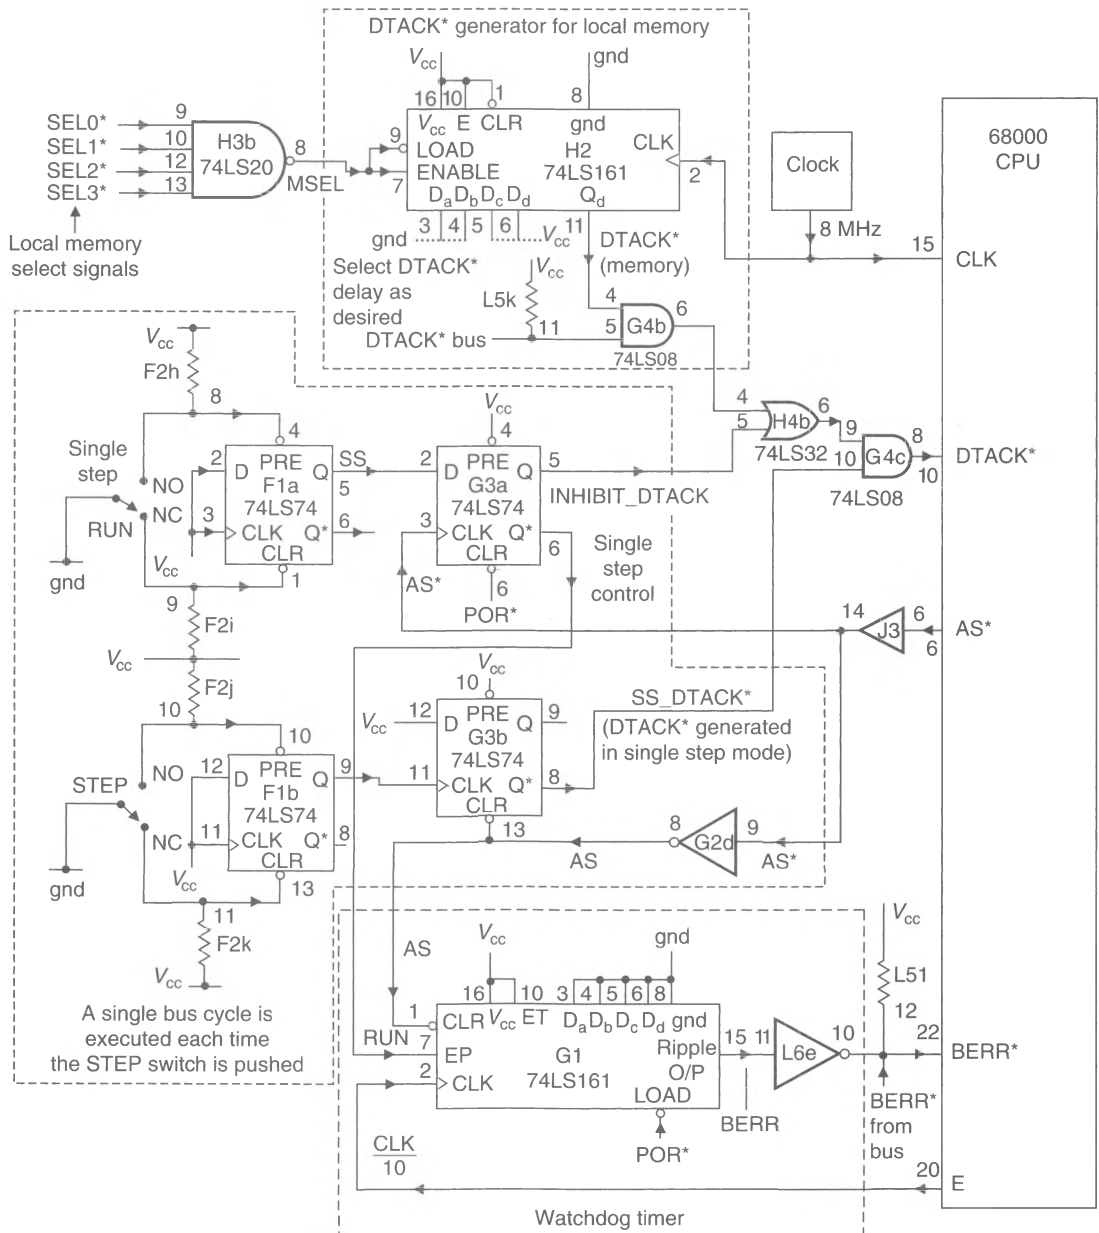 DTACK* generator for local memory
Vcc
gnd
16 10 1
8
Vcc E CLR
gnd
CLK
2
9
LOAD
H2
7
ENABLE
74LS161
Da Db Dc Dd
Qd
3 4 5 6
11
gnd
Vcc
SEL0*
9
SEL1*
10
SEL2*
12
SEL3*
13
H3b
74LS20
8
MSEL
Local memory
select signals
Select DTACK*
delay as
desired
Vcc
L5k
11
DTACK* bus
DTACK*
(memory)
4
5
G4b
6
74LS08
Clock
8 MHz
68000
CPU
15
CLK
Vcc
F2h
8
Single
step
NO
NC
RUN
gnd
Vcc
9
F2i
Vcc
F2j
10
4
2
D PRE Q
F1a
74LS74
3
CLK Q*
CLR
1
SS
5
6
Vcc
4
2
D PRE Q
G3a
74LS74
3
CLK Q*
CLR
6
POR*
AS*
5
INHIBIT_DTACK
6
Single
step
control
4
5
H4b
6
74LS32
9
10
G4c
8
74LS08
10
DTACK*
14
J3
6
6
AS*
STEP
NO
NC
gnd
Vcc
11
F2k
Vcc
10
12
D PRE Q
F1b
74LS74
11
CLK Q*
CLR
13
9
8
Vcc
10
Vcc
12
D PRE Q
G3b
74LS74
11
CLK Q*
CLR
13
9
8
SS_DTACK*
(DTACK* generated
in single step mode)
8
G2d
9
AS
AS*
A single bus cycle is
executed each time
the STEP switch is pushed
AS
Vcc
gnd
16 10 3 4 5 6 8
1
CLR
Vcc ET Da Db Dc Dd gnd
RUN
7
EP
G1
Ripple
O/P
2
CLK
74LS161
LOAD
POR*
15
BERR
11
L6e
10
Vcc
L51
12
22
BERR*
BERR*
from
bus
CLK
10
20
E
Watchdog timer